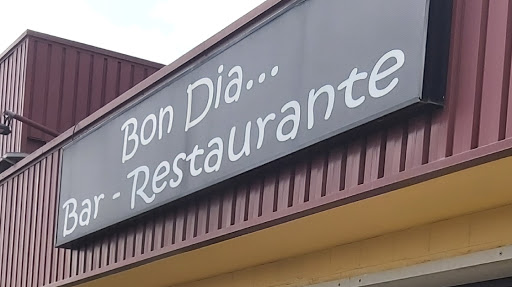 Bon Dia...
Bar - Restaurante